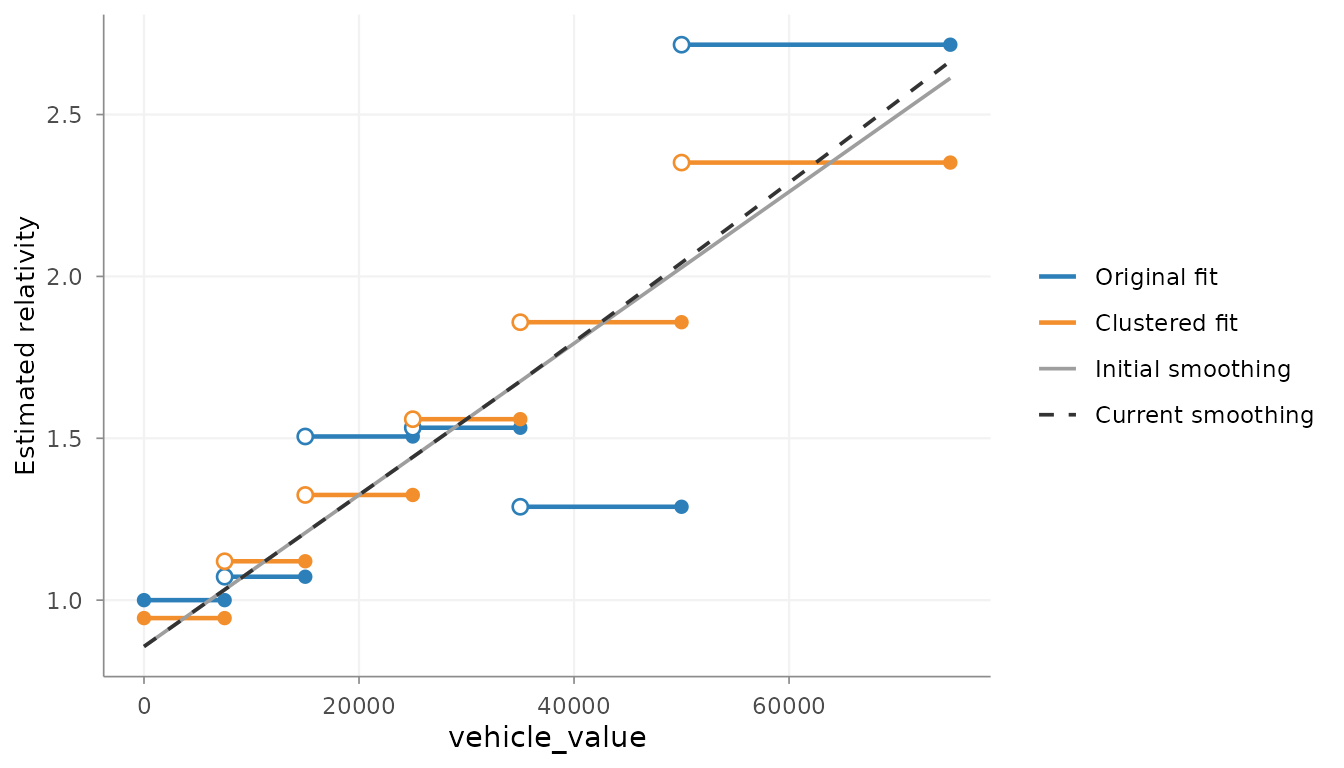 Estimated relativity
2.5
2.0
1.5
1.0
0
20000
40000
60000
vehicle_value
Original fit
Clustered fit
Initial smoothing
Current smoothing